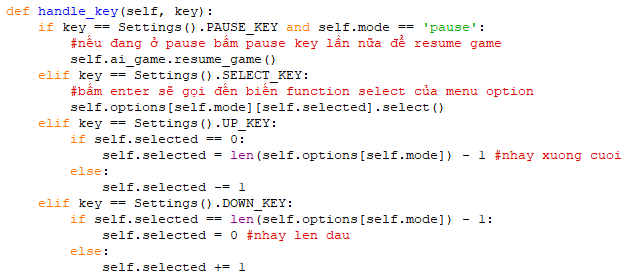 def handle_key(self, key):
    if key == Settings().PAUSE_KEY and self.mode == 'pause':
        #nếu đang ở pause bấm pause key lần nữa để resume game
        self.ai_game.resume_game()
    elif key == Settings().SELECT_KEY:
        #bấm enter sẽ gọi đến biến function select của menu option
        self.options[self.mode][self.selected].select()
    elif key == Settings().UP_KEY:
        if self.selected == 0:
            self.selected = len(self.options[self.mode]) - 1 #nhay xuong cuoi
        else:
            self.selected -= 1
    elif key == Settings().DOWN_KEY:
        if self.selected == len(self.options[self.mode]) - 1:
            self.selected = 0 #nhay len dau
        else:
            self.selected += 1